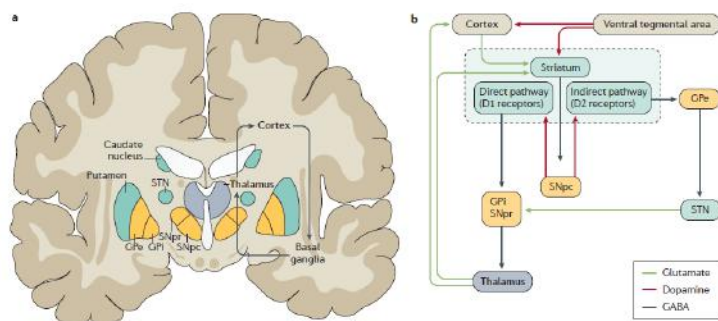 a
Cortex
Caudate
nucleus
Putamen
STN
Thalamus
SNpr
GPe GPi SNpc
Basal
ganglia
b
Cortex
Ventral tegmental area
Striatum
Direct pathway
(D1 receptors)
Indirect pathway
(D2 receptors)
GPe
SNpc
GPi
SNpr
STN
Thalamus
Glutamate
Dopamine
GABA